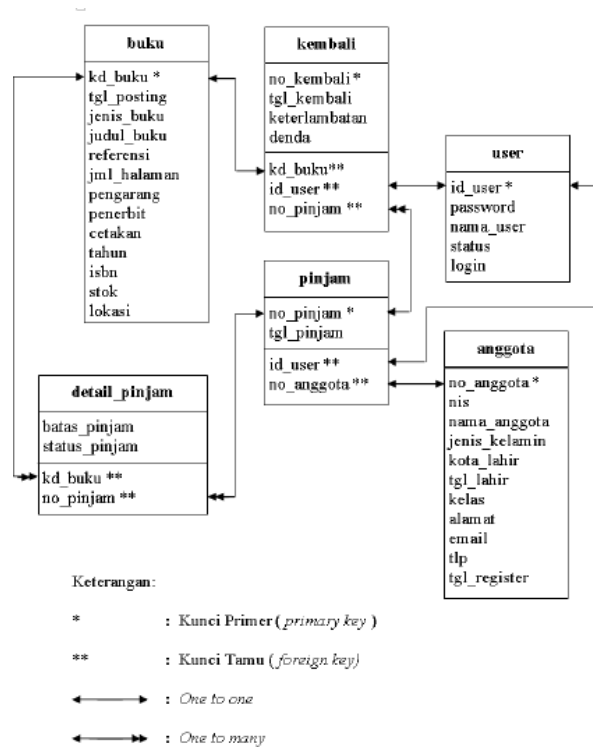 buku
kd_buku *
tgl_posting
jenis_buku
judul_buku
referensi
jml_halaman
pengarang
penerbit
cetakan
tahun
isbn
stok
lokasi
kembali
no_kembali *
tgl_kembali
keterlambatan
denda
kd_buku**
id_user **
no_pinjam **
user
id_user *
password
nama_user
status
login
pinjam
no_pinjam *
tgl_pinjam
id_user **
no_anggota **
anggota
no_anggota *
nis
nama_anggota
jenis_kelamin
kota_lahir
tgl_lahir
kelas
alamat
email
tlp
tgl_register
detail_pinjam
batas_pinjam
status_pinjam
kd_buku **
no_pinjam **
Keterangan:
* : Kunci Primer ( primary key )
** : Kunci Tamu ( foreign key)
: One to one
: One to many